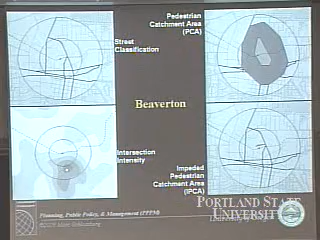 Pedestrian
Catchment Area
(PCA)
Street
Classification
Beaverton
Intersection
Intensity
Impeded
Pedestrian
Catchment Area
(IPCA)
PORTLAND STATE
UNIVERSITY
Planning, Public Policy, & Management (PPPM)